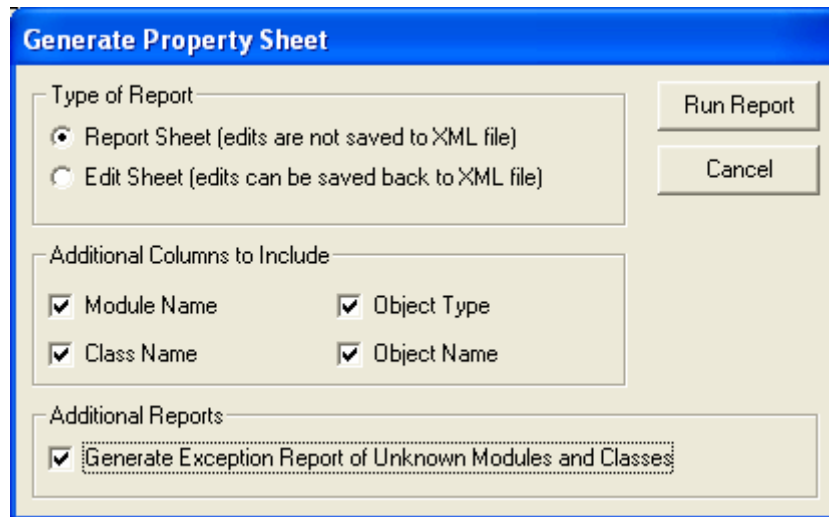 Generate Property Sheet
Type of Report
Run Report
Report Sheet (edits are not saved to XML file)
Edit Sheet (edits can be saved back to XML file)
Cancel
Additional Columns to Include
Module Name
Object Type
Class Name
Object Name
Additional Reports
Generate Exception Report of Unknown Modules and Classes